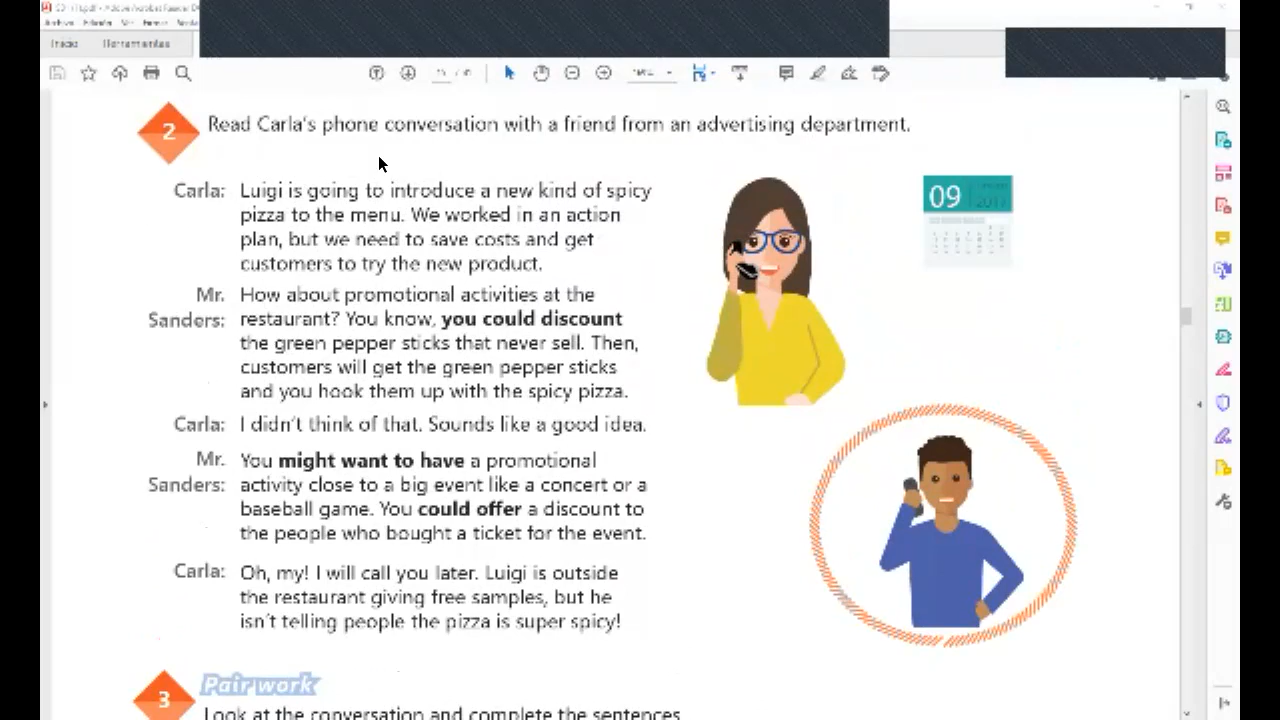 Inicio Herramientas
2 Read Carla's phone conversation with a friend from an advertising department.
Carla: Luigi is going to introduce a new kind of spicy
pizza to the menu. We worked in an action
plan, but we need to save costs and get
customers to try the new product.
Mr. How about promotional activities at the
Sanders: restaurant? You know, you could discount
the green pepper sticks that never sell. Then,
customers will get the green pepper sticks
and you hook them up with the spicy pizza.
Carla: I didn't think of that. Sounds like a good idea.
Mr. You might want to have a promotional
Sanders: activity close to a big event like a concert or a
baseball game. You could offer a discount to
the people who bought a ticket for the event.
Carla: Oh, my! I will call you later. Luigi is outside
the restaurant giving free samples, but he
isn't telling people the pizza is super spicy!
09
2017
3 Pair work
Look at the conversation and complete the sentences